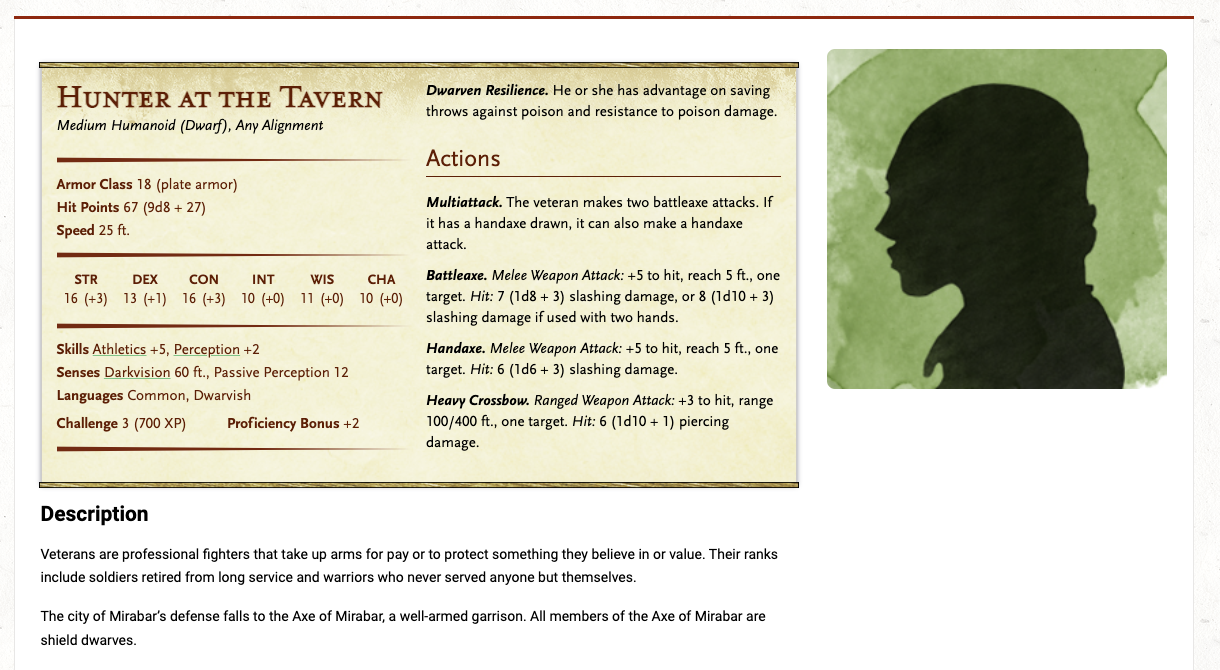 Hunter at the Tavern
Medium Humanoid (Dwarf), Any Alignment
Armor Class 18 (plate armor)
Hit Points 67 (9d8 + 27)
Speed 25 ft.
STR DEX CON INT WIS CHA
16 (+3) 13 (+1) 16 (+3) 10 (+0) 11 (+0) 10 (+0)
Skills Athletics +5, Perception +2
Senses Darkvision 60 ft., Passive Perception 12
Languages Common, Dwarvish
Challenge 3 (700 XP) Proficiency Bonus +2
Dwarven Resilience. He or she has advantage on saving
throws against poison and resistance to poison damage.
Actions
Multiattack. The veteran makes two battleaxe attacks. If
it has a handaxe drawn, it can also make a handaxe
attack.
Battleaxe. Melee Weapon Attack: +5 to hit, reach 5 ft., one
target. Hit: 7 (1d8 + 3) slashing damage, or 8 (1d10 + 3)
slashing damage if used with two hands.
Handaxe. Melee Weapon Attack: +5 to hit, reach 5 ft., one
target. Hit: 6 (1d6 + 3) slashing damage.
Heavy Crossbow. Ranged Weapon Attack: +3 to hit, range
100/400 ft., one target. Hit: 6 (1d10 + 1) piercing
damage.
Description
Veterans are professional fighters that take up arms for pay or to protect something they believe in or value. Their ranks
include soldiers retired from long service and warriors who never served anyone but themselves.
The city of Mirabar's defense falls to the Axe of Mirabar, a well-armed garrison. All members of the Axe of Mirabar are
shield dwarves.